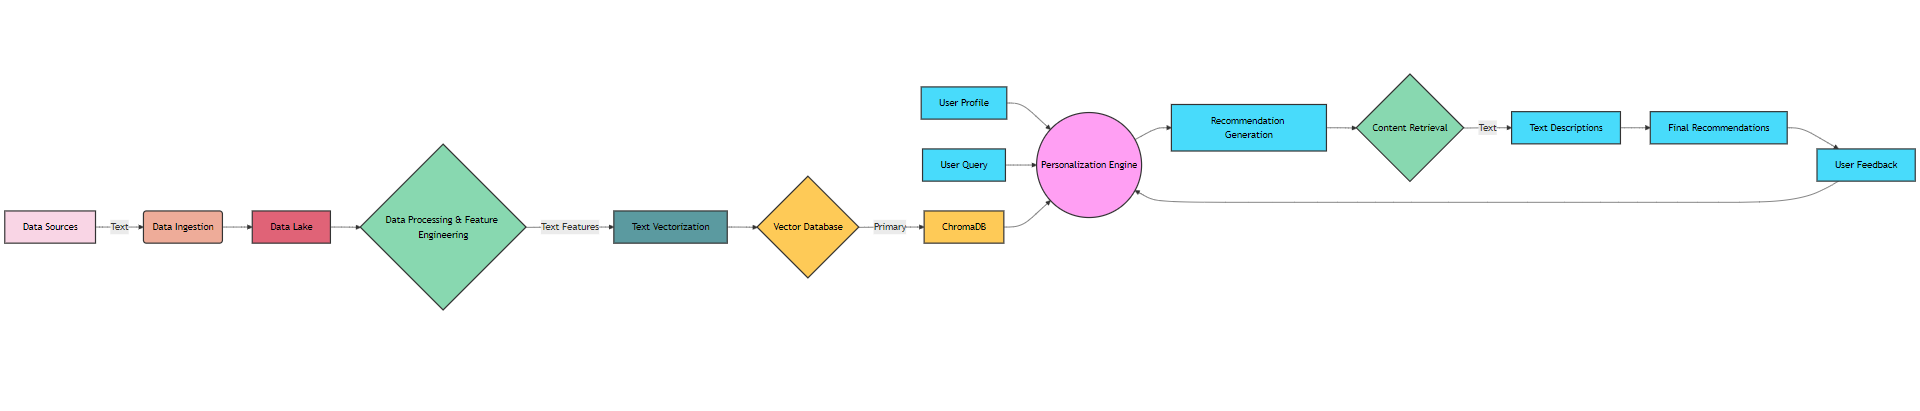 Data Sources
Text
Data Ingestion
Data Lake
Data Processing & Feature
Engineering
Text Features
Text Vectorization
Vector Database
Primary
User Profile
User Query
ChromaDB
Personalization Engine
Recommendation
Generation
Content Retrieval
Text
Text Descriptions
Final Recommendations
User Feedback